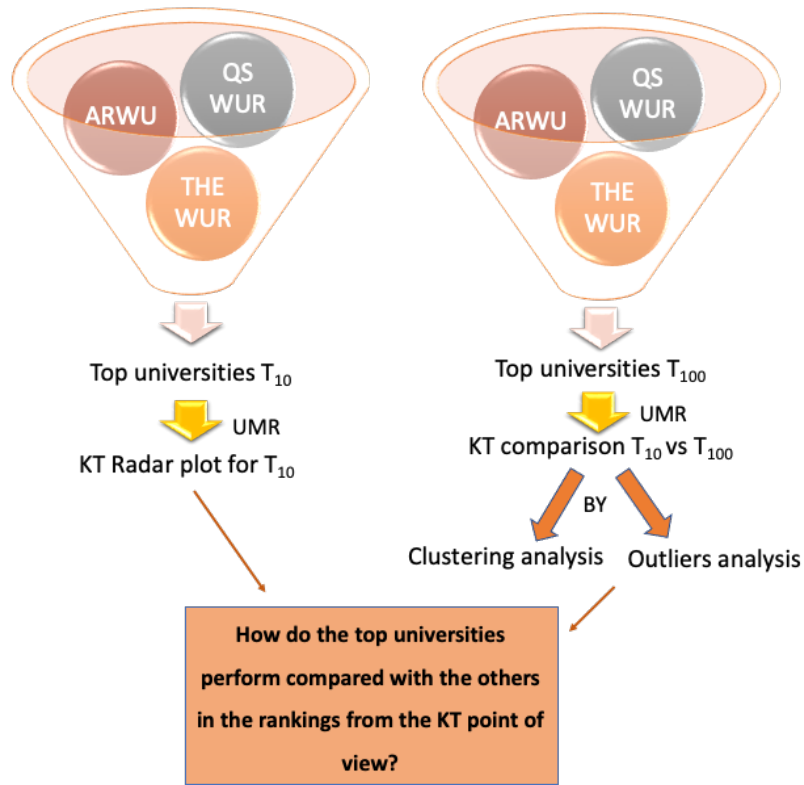 ARWU
QS
WUR
THE
WUR
Top universities T10
UMR
KT Radar plot for T10
ARWU
QS
WUR
THE
WUR
Top universities T100
UMR
KT comparison T10 vs T100
BY
Clustering analysis
Outliers analysis
How do the top universities
perform compared with the others
in the rankings from the KT point of
view?